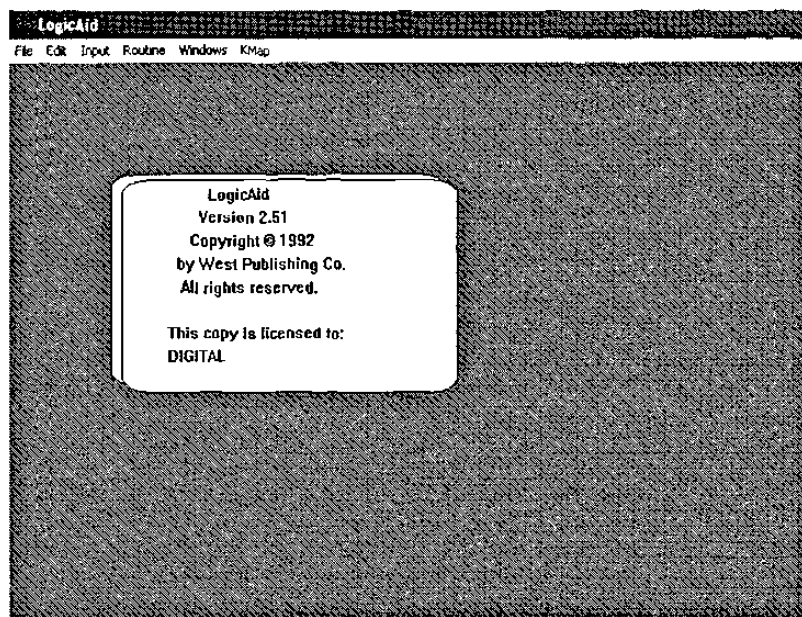 LogicAid
File Edit Input Routine Windows KMap
LogicAid
Version 2.51
Copyright © 1992
by West Publishing Co.
All rights reserved.
This copy is licensed to:
DIGITAL